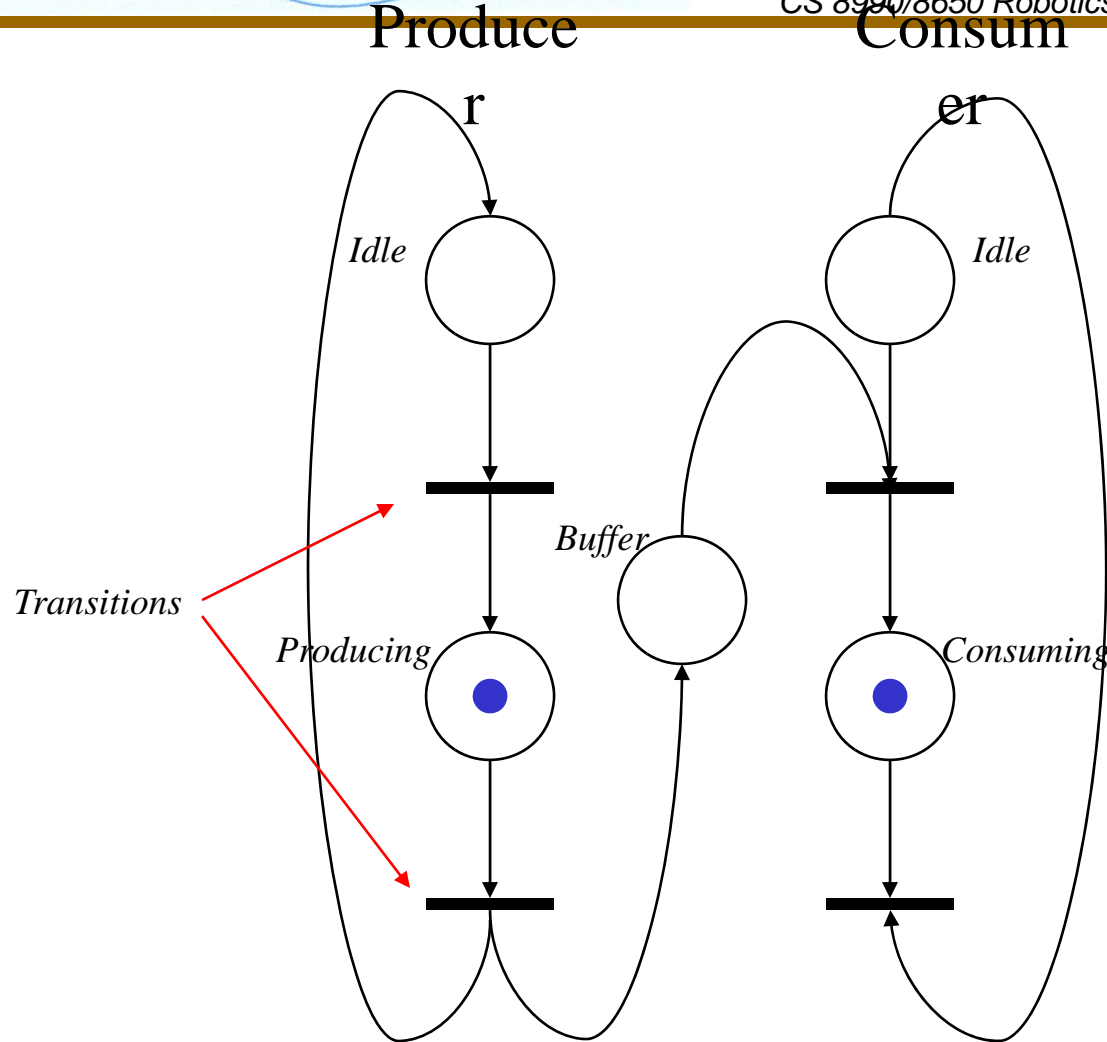 CS 8990/8650 Robotics
Produce
r
Consum
er
Idle
Idle
Buffer
Transitions
Producing
Consuming